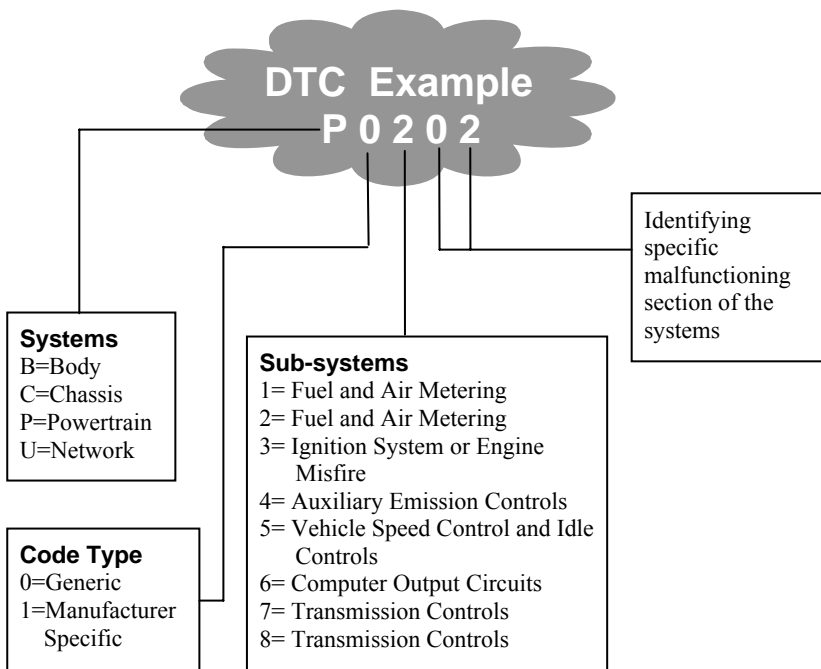 DTC Example
P 0 2 0 2
Identifying
specific
malfunctioning
section of the
systems
Systems
B=Body
C=Chassis
P=Powertrain
U=Network
Sub-systems
1= Fuel and Air Metering
2= Fuel and Air Metering
3= Ignition System or Engine
Misfire
4= Auxiliary Emission Controls
5= Vehicle Speed Control and Idle
Controls
6= Computer Output Circuits
7= Transmission Controls
8= Transmission Controls
Code Type
0=Generic
1=Manufacturer
Specific